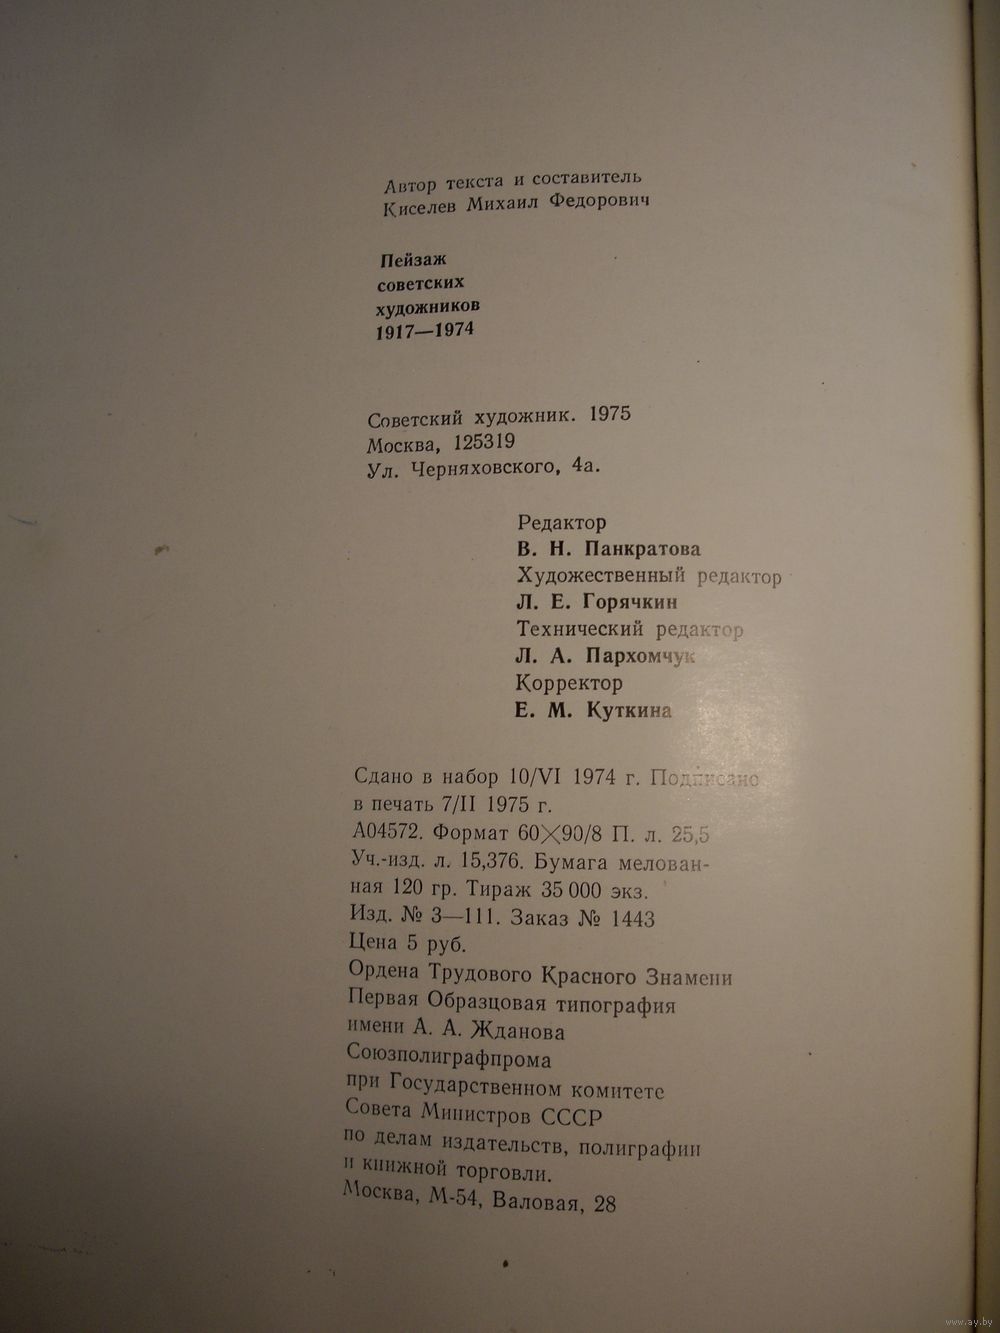 Автор текста и составитель
Киселев Михаил Федорович
Пейзаж
советских
художников
1917—1974
Советский художник. 1975
Москва, 125319
Ул. Черняховского, 4а.
Редактор
В. Н. Панкратова
Художественный редактор
Л. Е. Горячкин
Технический редактор
Л. А. Пархомчук
Корректор
Е. М. Куткина
Сдано в набор 10/VI 1974 г. Подписано
в печать 7/II 1975 г.
А04572. Формат 60×90/8 П. л. 25,5
Уч.-изд. л. 15,376. Бумага мелован-
ная 120 гр. Тираж 35 000 экз.
Изд. № 3—111. Заказ № 1443
Цена 5 руб.
Ордена Трудового Красного Знамени
Первая Образцовая типография
имени А. А. Жданова
Союзполиграфпрома
при Государственном комитете
Совета Министров СССР
по делам издательств, полиграфии
и книжной торговли.
Москва, М-54, Валовая, 28
www.ay.by